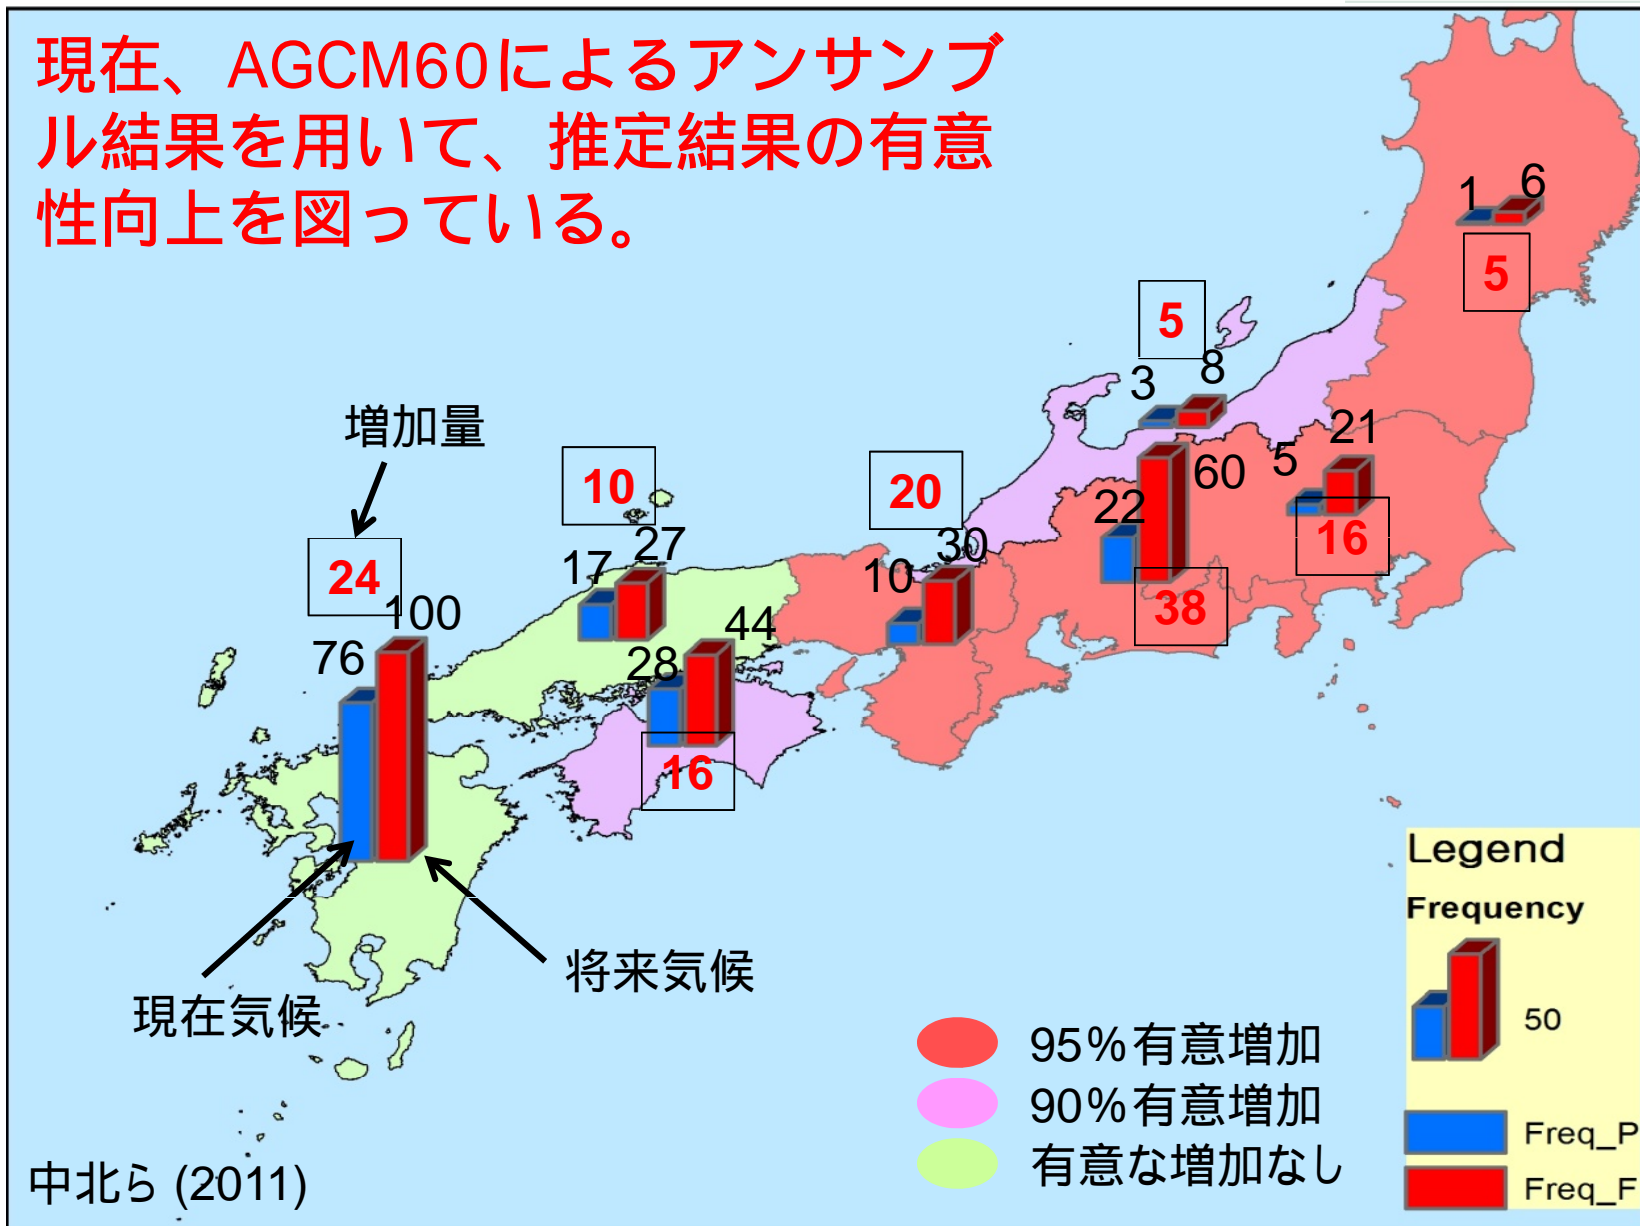 現在、AGCM60によるアンサンブ
ル結果を用いて、推定結果の有意
性向上を図っている。
1 6
5
5
3 8
増加量
21
5
60
22
16
10
20
27
17
30
10
24
38
100
44
76
28
16
Legend
Frequency
50
将来気候
現在気候
95%有意増加
90%有意増加
有意な増加なし
Freq_P
Freq_F
中北ら (2011)